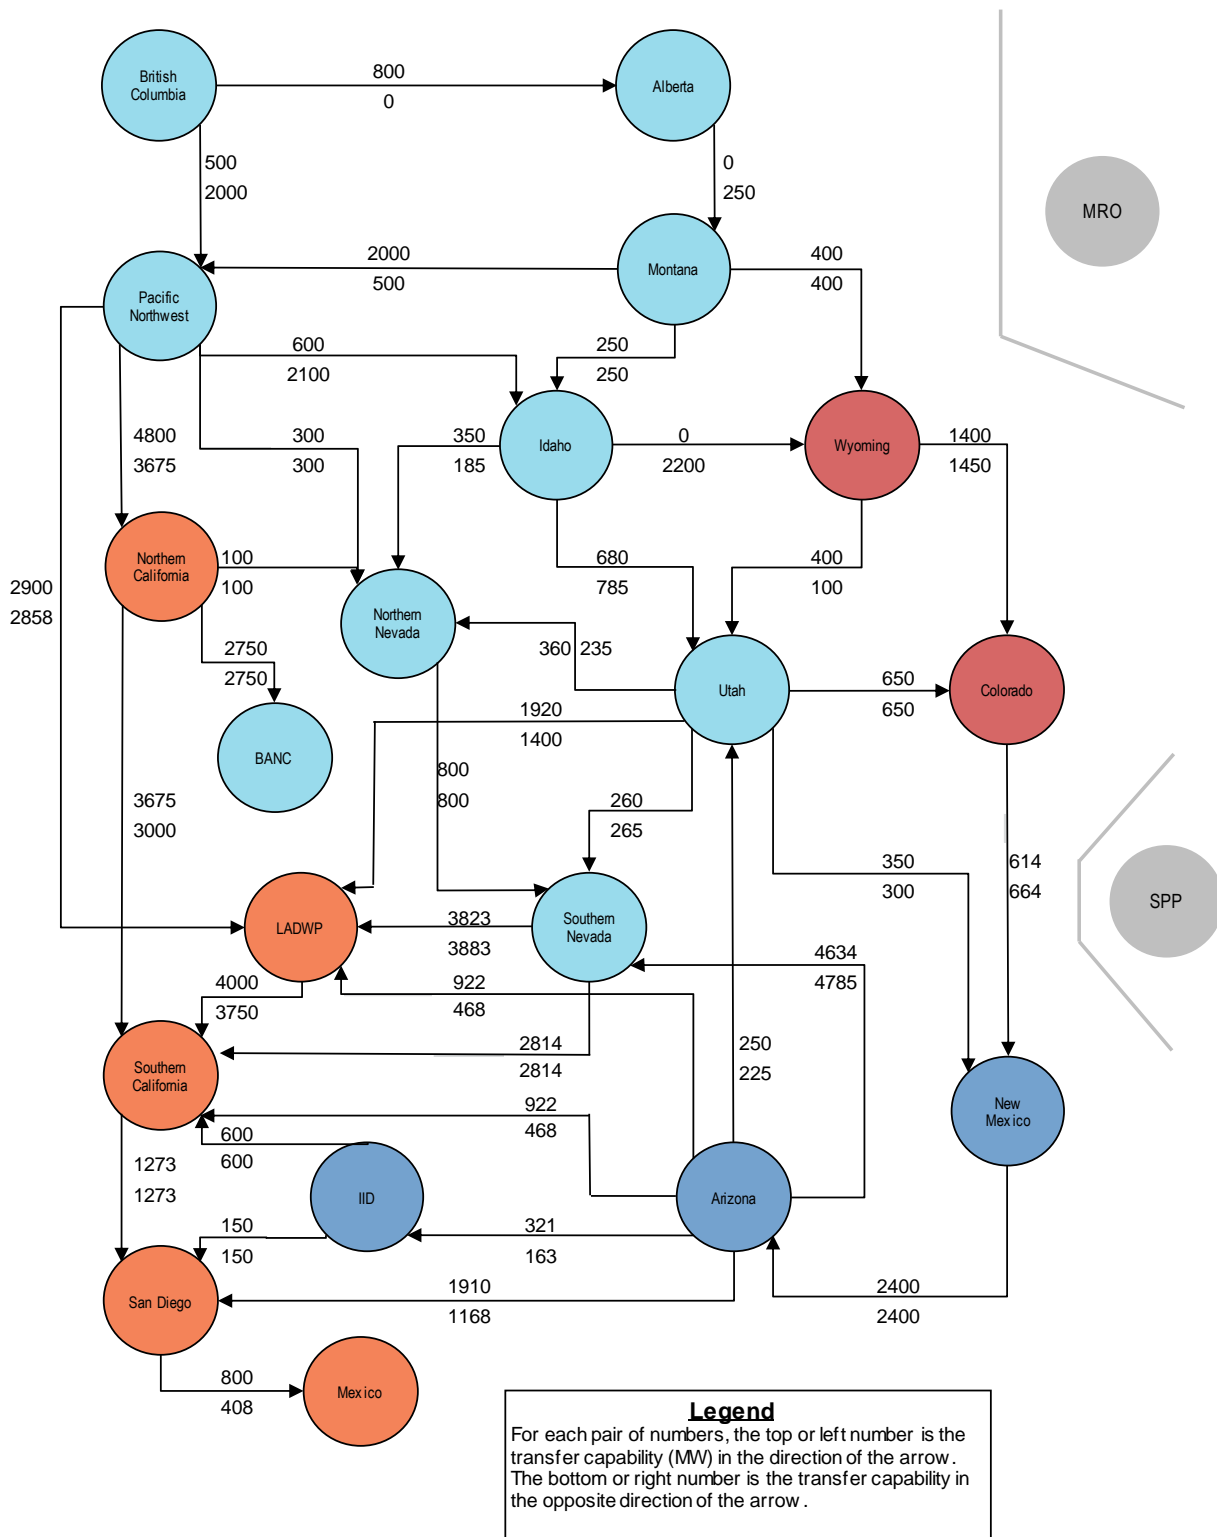 British
Columbia
800
0
Alberta
500
2000
0
250
MRO
2000
500
Montana
400
400
Pacific
Northwest
600
2100
250
250
4800
3675
300
300
350
185
Idaho
0
2200
Wyoming
1400
1450
Northern
California
100
100
680
785
400
100
2900
2858
Northern
Nevada
360 235
2750
2750
Utah
650
650
Colorado
1920
1400
BANC
800
800
3675
3000
260
265
350
300
614
664
SPP
LADWP
3823
3883
Southern
Nevada
4634
4785
4000
3750
922
468
2814
2814
250
225
Southern
California
New
Mexico
922
468
600
600
1273
1273
IID
Arizona
150
150
321
163
San Diego
1910
1168
2400
2400
800
408
Mexico
Legend
For each pair of numbers, the top or left number is the
transfer capability (MW) in the direction of the arrow.
The bottom or right number is the transfer capability in
the opposite direction of the arrow.